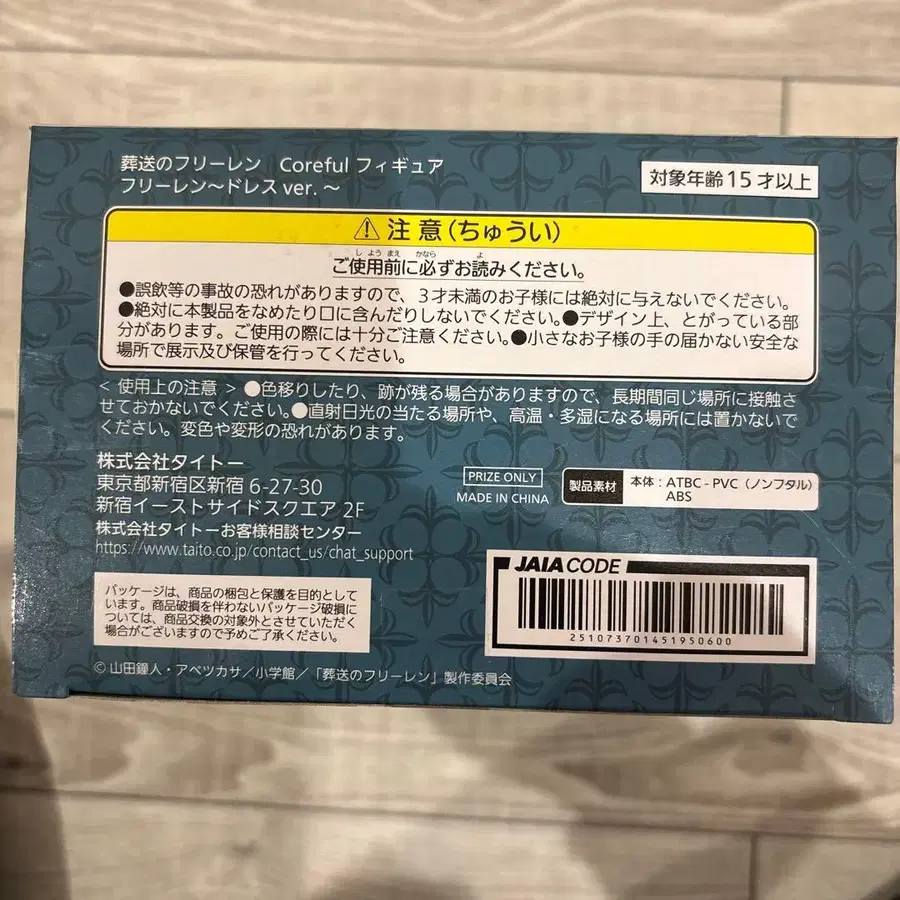 葬送のフリーレン Coreful フィギュア
フリーレン～ドレス ver. ～
対象年齢 15 才以上
⚠ 注 意（ちゅうい）
し よう まえ かなら よ
ご使用前に必ずお読みください。
●誤飲等の事故の恐れがありますので、３才未満のお子様には絶対に与えないでください。
●絶対に本製品をなめたり口に含んだりしないでください。●デザイン上、とがっている部
分があります。ご使用の際には十分ご注意ください。●小さなお子様の手の届かない安全な
場所で展示及び保管を行ってください。
< 使用上の注意 > ●色移りしたり、跡が残る場合がありますので、長期間同じ場所に接触さ
せておかないでください。●直射日光の当たる場所や、高温・多湿になる場所には置かないで
ください。変色や変形の恐れがあります。
株式会社タイトー
東京都新宿区新宿 6-27-30
新宿イーストサイドスクエア 2F
株式会社タイトーお客様相談センター
https://www.taito.co.jp/contact_us/chat_support
PRIZE ONLY
MADE IN CHINA
製品素材
本体 : ATBC - PVC（ノンフタル）
ABS
パッケージは、商品の梱包と保護を目的としてい
ます。商品破損を伴わないパッケージ破損に
ついては、商品交換の対象外とさせていただく
場合がございますので予めご了承ください。
JAIA CODE
251073701451950600
© 山田鐘人・アベツカサ／小学館／「葬送のフリーレン」製作委員会